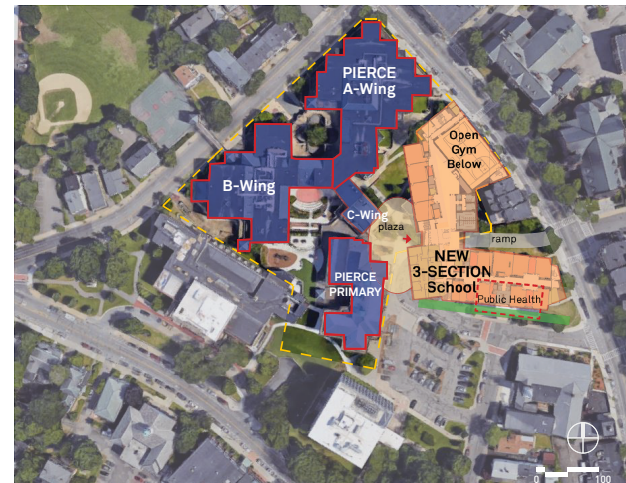 PIERCE
A-Wing
Open
Gym
Below
B-Wing
C-Wing
plaza
ramp
NEW
3-SECTION
School
PIERCE
PRIMARY
Public Health
0 100